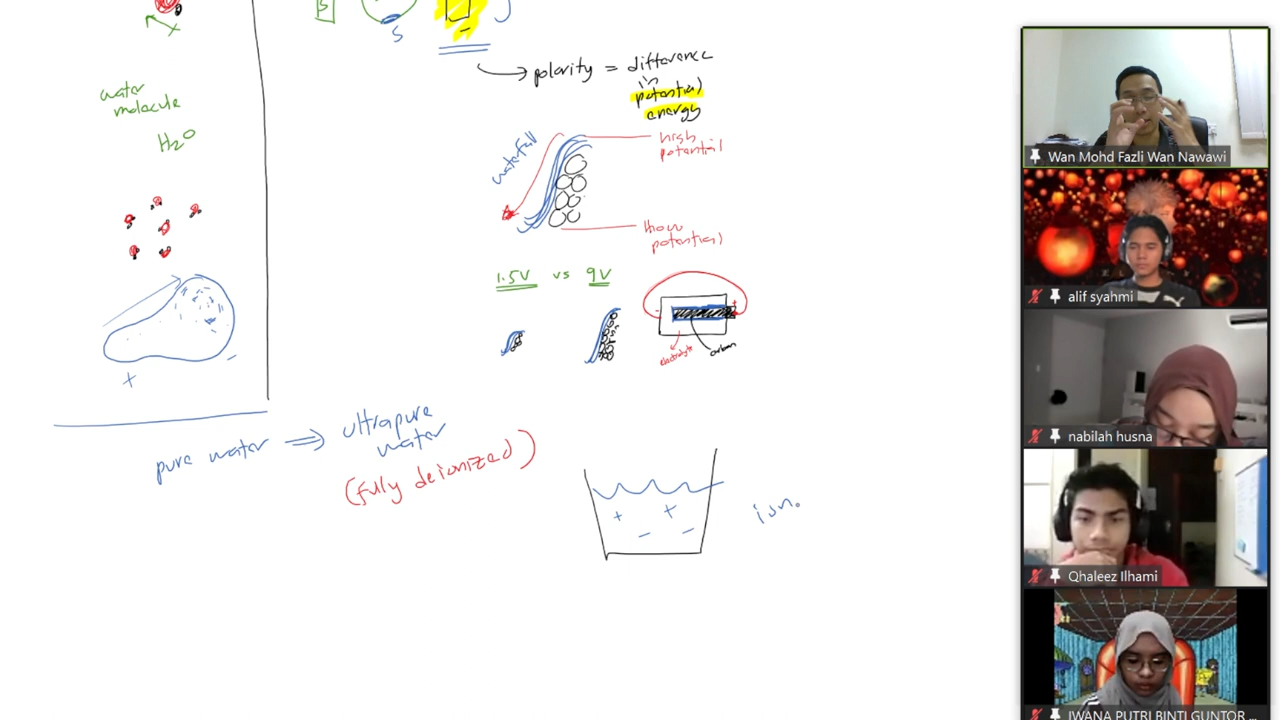 S
polarity = difference
in
potential
energy
water
molecule
H2O
waterfall
high
potential
low
potential
1.5V vs 9V
electrolyte
carbon
+
-
pure water ⟹ ultrapure
water
(fully deionized)
+ +
- -
ion.
Wan Mohd Fazli Wan Nawawi
alif syahmi
nabilah husna
Qhaleez Ilhami
IWANA PUTRI BINTI GUNTOR ...